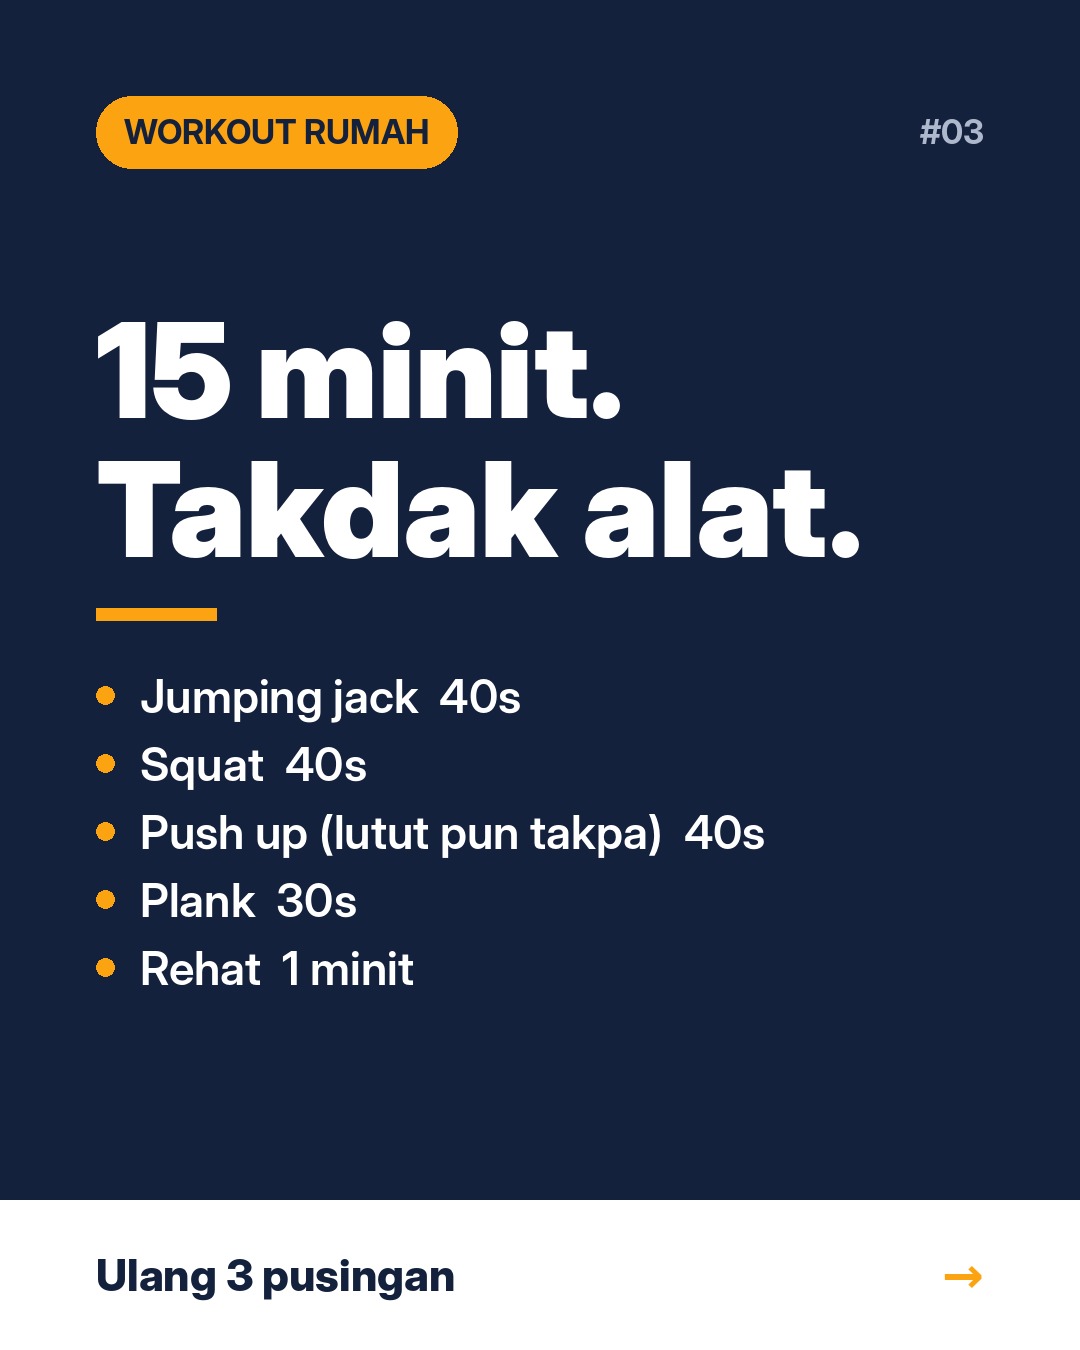 WORKOUT RUMAH
#03
15 minit.
Takdak alat.
Jumping jack 40s
Squat 40s
Push up (lutut pun takpa) 40s
Plank 30s
Rehat 1 minit
Ulang 3 pusingan →